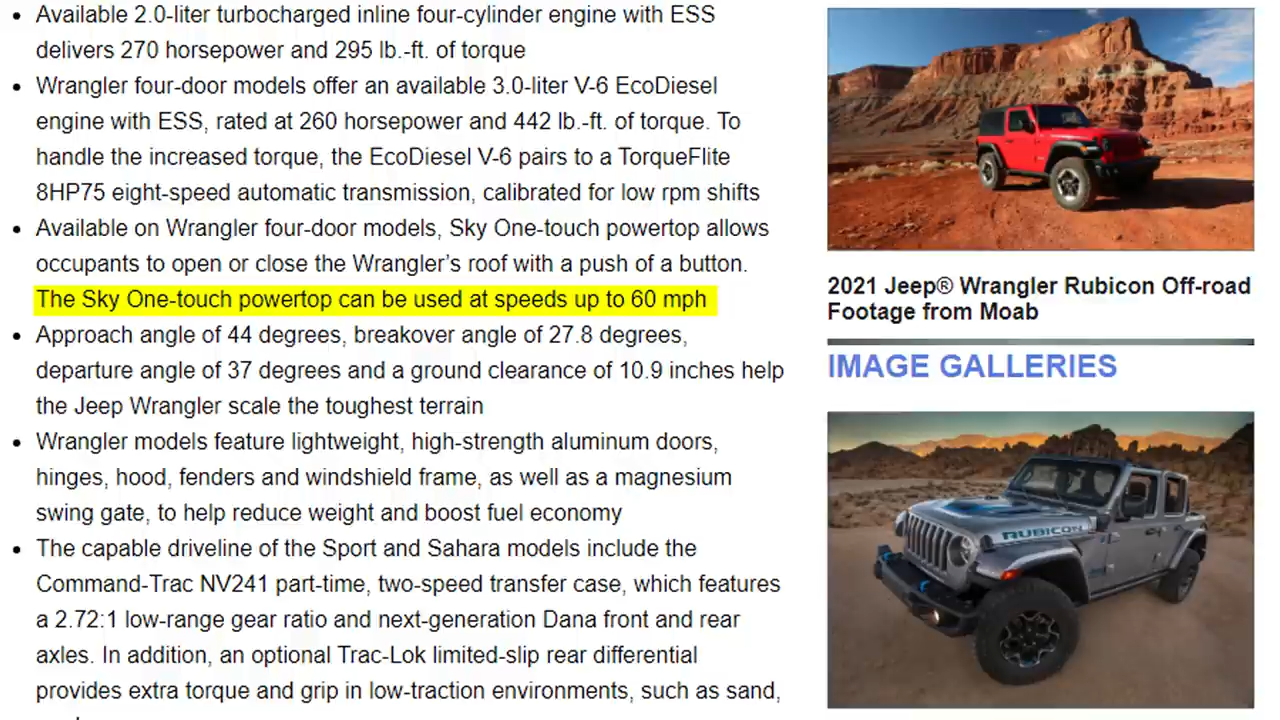 • Available 2.0-liter turbocharged inline four-cylinder engine with ESS
delivers 270 horsepower and 295 lb.-ft. of torque
• Wrangler four-door models offer an available 3.0-liter V-6 EcoDiesel
engine with ESS, rated at 260 horsepower and 442 lb.-ft. of torque. To
handle the increased torque, the EcoDiesel V-6 pairs to a TorqueFlite
8HP75 eight-speed automatic transmission, calibrated for low rpm shifts
• Available on Wrangler four-door models, Sky One-touch powertop allows
occupants to open or close the Wrangler’s roof with a push of a button.
The Sky One-touch powertop can be used at speeds up to 60 mph
• Approach angle of 44 degrees, breakover angle of 27.8 degrees,
departure angle of 37 degrees and a ground clearance of 10.9 inches help
the Jeep Wrangler scale the toughest terrain
• Wrangler models feature lightweight, high-strength aluminum doors,
hinges, hood, fenders and windshield frame, as well as a magnesium
swing gate, to help reduce weight and boost fuel economy
• The capable driveline of the Sport and Sahara models include the
Command-Trac NV241 part-time, two-speed transfer case, which features
a 2.72:1 low-range gear ratio and next-generation Dana front and rear
axles. In addition, an optional Trac-Lok limited-slip rear differential
provides extra torque and grip in low-traction environments, such as sand,
2021 Jeep® Wrangler Rubicon Off-road
Footage from Moab
IMAGE GALLERIES
RUBICON